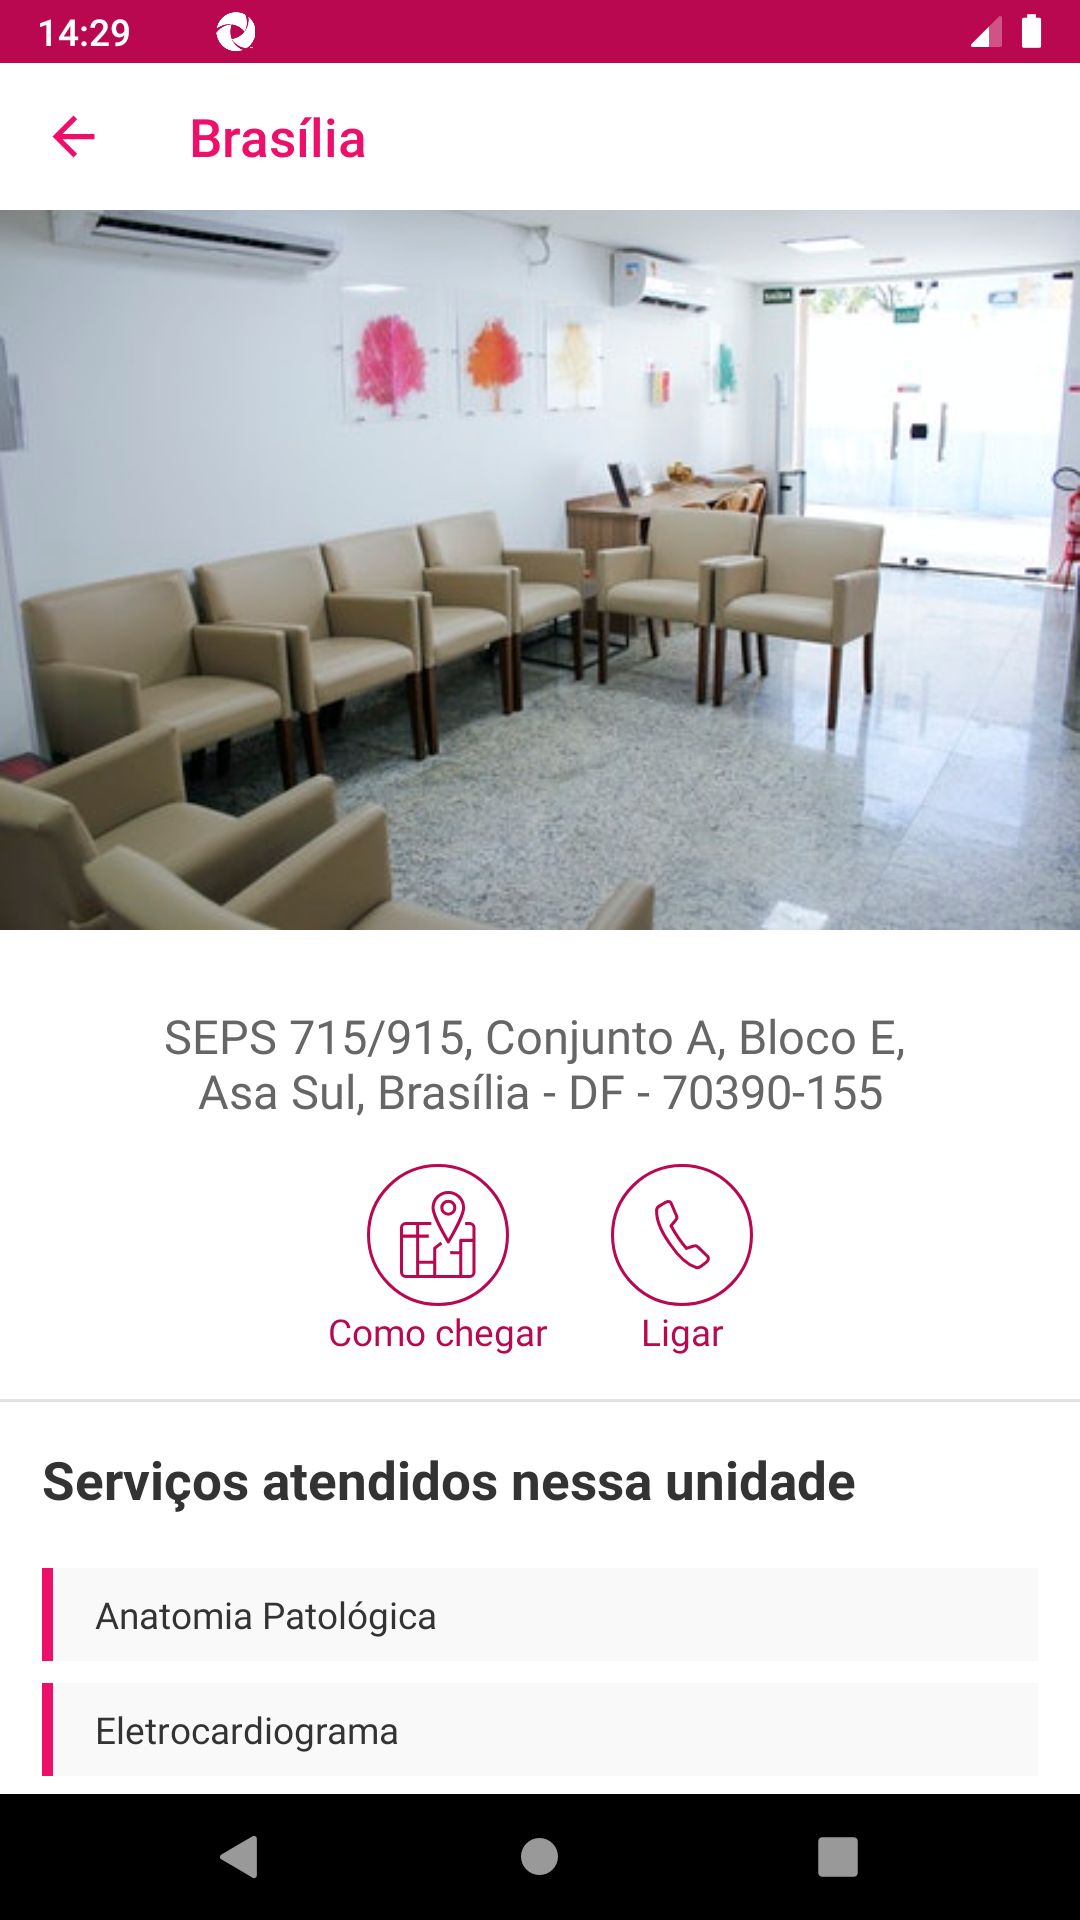 14:29
Brasília
SAÍDA
SEPS 715/915, Conjunto A, Bloco E,
Asa Sul, Brasília - DF - 70390-155
Como chegar
Ligar
Serviços atendidos nessa unidade
Anatomia Patológica
Eletrocardiograma